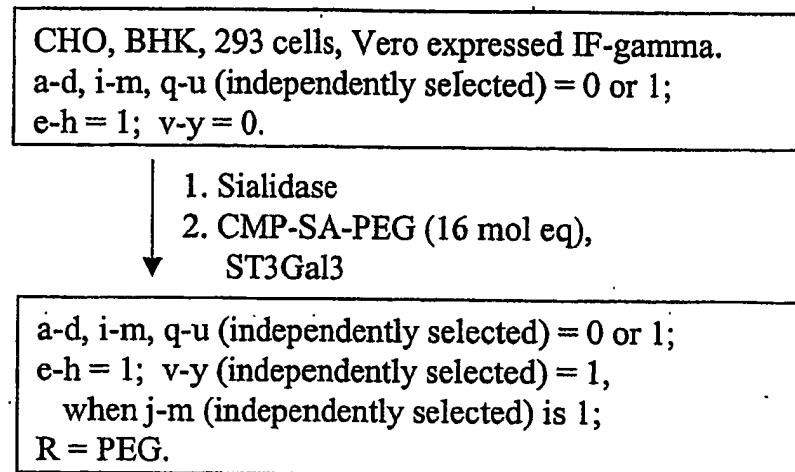 CHO, BHK, 293 cells, Vero expressed IF-gamma.
a-d, i-m, q-u (independently selected) = 0 or 1;
e-h = 1; v-y = 0.
1. Sialidase
2. CMP-SA-PEG (16 mol eq),
ST3Gal3
a-d, i-m, q-u (independently selected) = 0 or 1;
e-h = 1; v-y (independently selected) = 1,
when j-m (independently selected) is 1;
R = PEG.